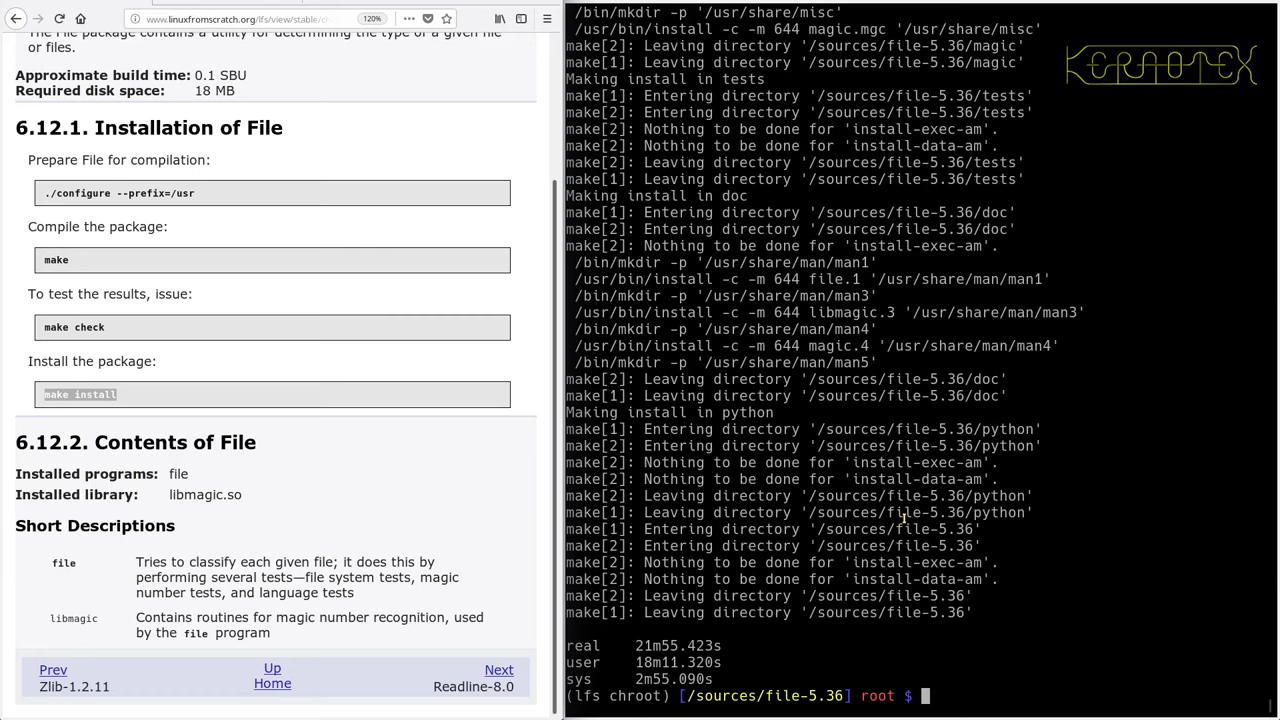 www.linuxfromscratch.org/lfs/view/stable/ch
120%
The File package contains a utility for determining the type of a given file
or files.
Approximate build time: 0.1 SBU
Required disk space: 18 MB
6.12.1. Installation of File
Prepare File for compilation:
./configure --prefix=/usr
Compile the package:
make
To test the results, issue:
make check
Install the package:
make install
6.12.2. Contents of File
Installed programs: file
Installed library: libmagic.so
Short Descriptions
file Tries to classify each given file; it does this by
performing several tests—file system tests, magic
number tests, and language tests
libmagic Contains routines for magic number recognition, used
by the file program
Prev Up Next
Zlib-1.2.11 Home Readline-8.0
/bin/mkdir -p '/usr/share/misc'
/usr/bin/install -c -m 644 magic.mgc '/usr/share/misc'
make[2]: Leaving directory '/sources/file-5.36/magic'
make[1]: Leaving directory '/sources/file-5.36/magic'
Making install in tests
make[1]: Entering directory '/sources/file-5.36/tests'
make[2]: Entering directory '/sources/file-5.36/tests'
make[2]: Nothing to be done for 'install-exec-am'.
make[2]: Nothing to be done for 'install-data-am'.
make[2]: Leaving directory '/sources/file-5.36/tests'
make[1]: Leaving directory '/sources/file-5.36/tests'
Making install in doc
make[1]: Entering directory '/sources/file-5.36/doc'
make[2]: Entering directory '/sources/file-5.36/doc'
make[2]: Nothing to be done for 'install-exec-am'.
/bin/mkdir -p '/usr/share/man/man1'
/usr/bin/install -c -m 644 file.1 '/usr/share/man/man1'
/bin/mkdir -p '/usr/share/man/man3'
/usr/bin/install -c -m 644 libmagic.3 '/usr/share/man/man3'
/bin/mkdir -p '/usr/share/man/man4'
/usr/bin/install -c -m 644 magic.4 '/usr/share/man/man4'
/bin/mkdir -p '/usr/share/man/man5'
make[2]: Leaving directory '/sources/file-5.36/doc'
make[1]: Leaving directory '/sources/file-5.36/doc'
Making install in python
make[1]: Entering directory '/sources/file-5.36/python'
make[2]: Entering directory '/sources/file-5.36/python'
make[2]: Nothing to be done for 'install-exec-am'.
make[2]: Nothing to be done for 'install-data-am'.
make[2]: Leaving directory '/sources/file-5.36/python'
make[1]: Leaving directory '/sources/file-5.36/python'
make[1]: Entering directory '/sources/file-5.36'
make[2]: Entering directory '/sources/file-5.36'
make[2]: Nothing to be done for 'install-exec-am'.
make[2]: Nothing to be done for 'install-data-am'.
make[2]: Leaving directory '/sources/file-5.36'
make[1]: Leaving directory '/sources/file-5.36'
real 21m55.423s
user 18m11.320s
sys 2m55.090s
(lfs chroot) [/sources/file-5.36] root $
KERAOTEX